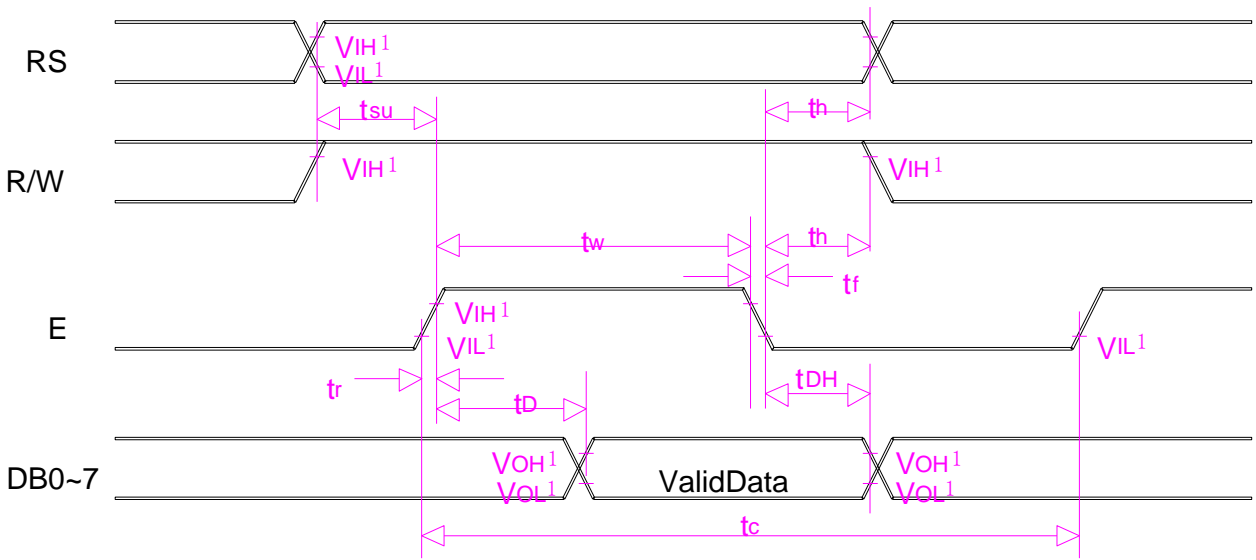 RS
VIH1
VIL1
tsu
th
R/W
VIH1
VIH1
tw
th
tf
E
VIH1
VIL1
VIL1
tr
tD
tDH
DB0~7
VOH1
VOL1
ValidData
VOH1
VOL1
tc